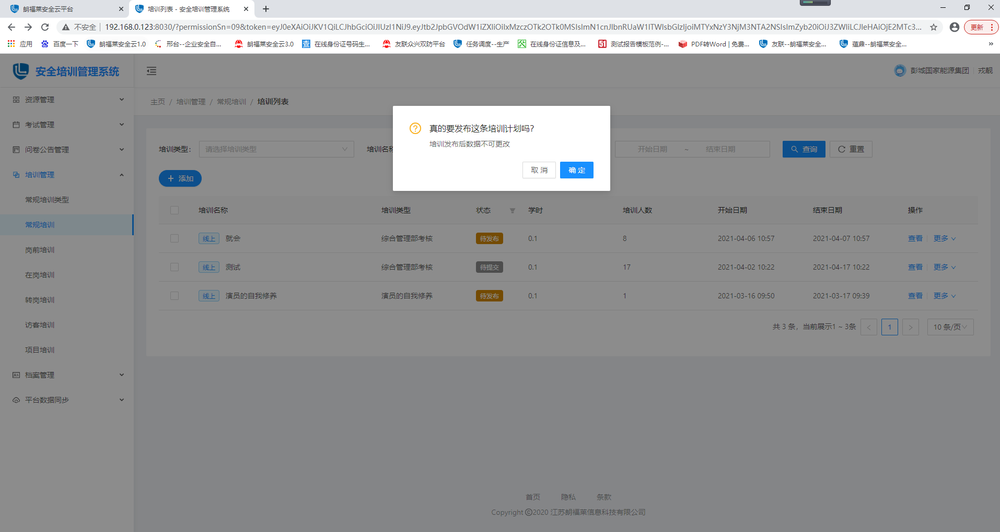 朗福莱安全云平台
培训列表 - 安全培训管理系统
不安全 192.168.0.123:8030/?permissionSn=09&token=eyJ0eXAiOiJKV1QiLCJhbGciOiJIUzI1NiJ9.eyJtb2JpbGVOdW1iZXIiOiIxMzczOTk2OTk0MSIsImN1cnJlbnRUaW1lTWlsbGlzIjoiMTYxNzY3NjM3NTA2NSIsImZyb20iOiJ3ZWIiLCJleHAiOjE2MTc3...
更新
应用
百度一下
朗福莱安全云1.0
邢台--企业安全自...
朗福莱安全云3.0
查 在线身份证号码生...
友联众兴双防平台
任务调度--生产
在线身份证信息及...
51 测试报告模板范例-...
PDF转Word | 免费...
友联--朗福莱安全...
蕴鼎--朗福莱安全...
»
安全培训管理系统
彭城国家能源集团
戎靓
资源管理
考试管理
问卷公告管理
培训管理
常规培训类型
常规培训
岗前培训
在岗培训
转岗培训
访客培训
项目培训
档案管理
平台数据同步
主页 / 培训管理 / 常规培训 / 培训列表
培训类型: 请选择培训类型
培训名称
开始日期 ~ 结束日期
查询
重置
真的要发布这条培训计划吗?
培训发布后数据不可更改
取 消
确 定
添加
培训名称 培训类型 状态 学时 培训人数 开始日期 结束日期 操作
线上 就会 综合管理部考核 待发布 0.1 8 2021-04-06 10:57 2021-04-07 10:57 查看 更多
线上 测试 综合管理部考核 待提交 0.1 17 2021-04-02 10:22 2021-04-17 10:22 查看 更多
线上 演员的自我修养 演员的自我修养 待发布 0.1 1 2021-03-16 09:50 2021-03-17 09:39 查看 更多
共 3 条，当前展示1 ~ 3条 < 1 > 10 条/页
首页 隐私 条款
Copyright ©2020 江苏朗福莱信息科技有限公司